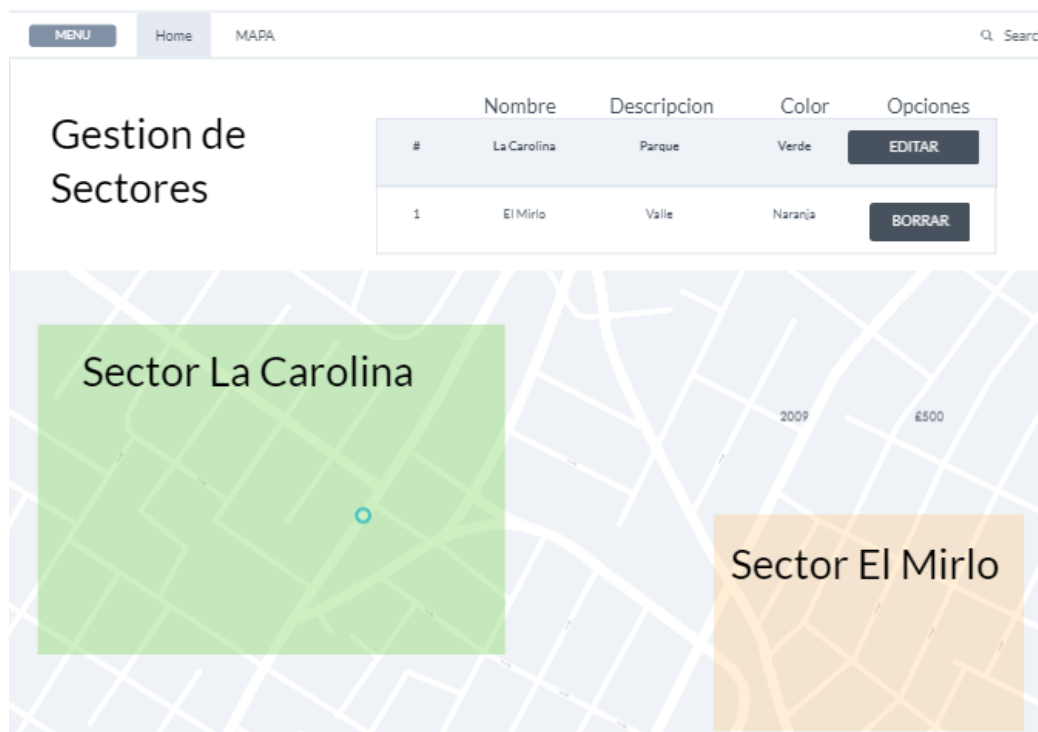 MENU Home MAPA Searc
Gestion de
Sectores
Nombre Descripcion Color Opciones
# La Carolina Parque Verde EDITAR
1 El Mirlo Valle Naranja BORRAR
Sector La Carolina
2009 £500
Sector El Mirlo